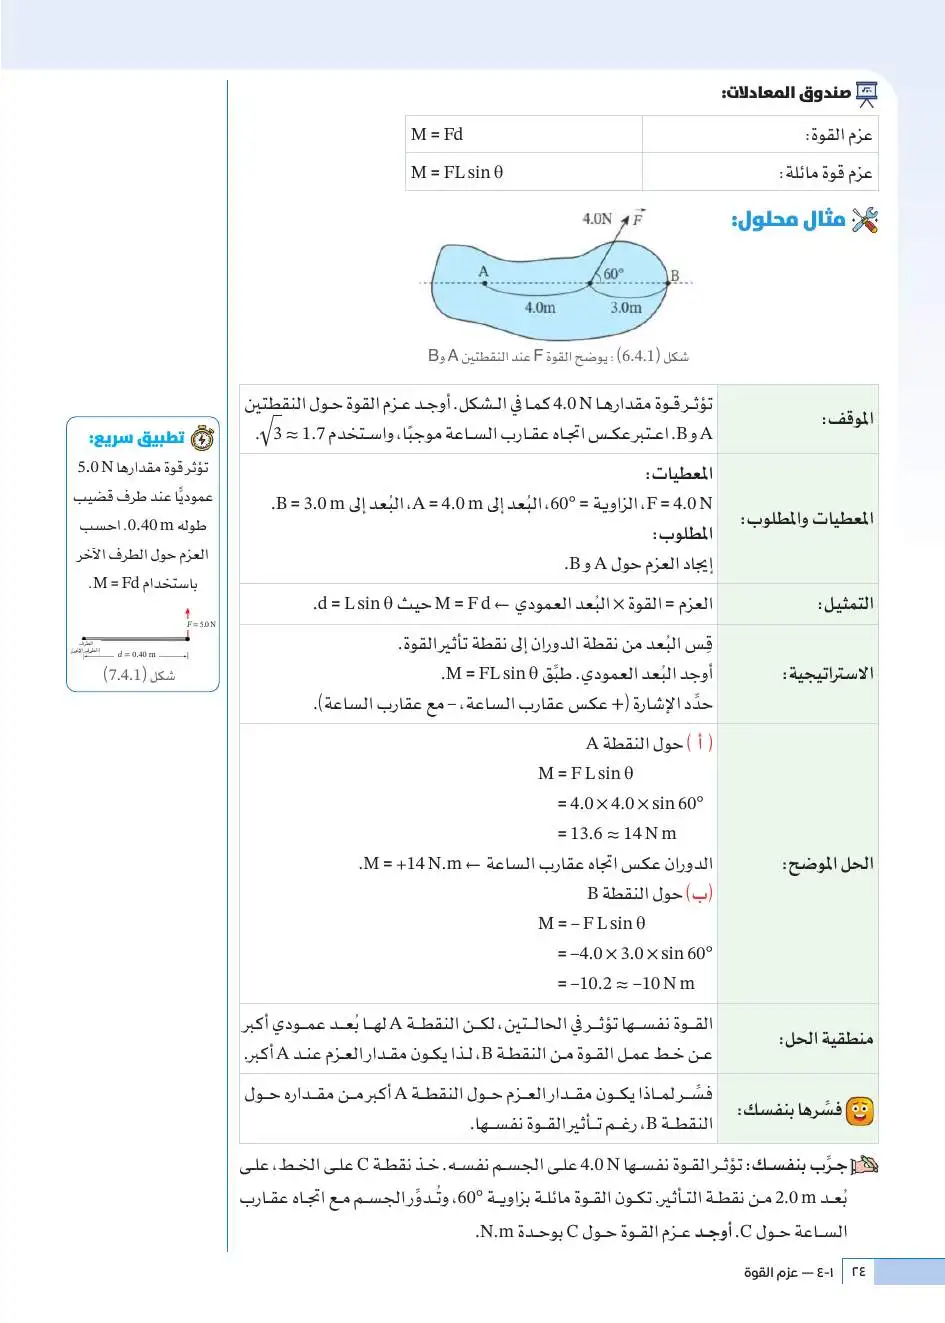 صندوق المعادلات:
عزم القوة: M = Fd
عزم قوة مائلة: M = FL sin θ
مثال محلول:
4.0N F
A 60° B
4.0m 3.0m
شكل (6.4.1): يوضح القوة F عند النقطتين A وB
الموقف:
تؤثر قوة مقدارها 4.0 N كما في الشكل. أوجد عزم القوة حول النقطتين
A وB. اعتبر عكس اتجاه عقارب الساعة موجبًا، واستخدم 1.7 ≈ √3.
المعطيات والمطلوب:
المعطيات:
F = 4.0 N، الزاوية = 60°، البُعد إلى A = 4.0 m، البُعد إلى B = 3.0 m.
المطلوب:
إيجاد العزم حول A وB.
التمثيل:
العزم = القوة × البُعد العمودي ← M = F d حيث d = L sin θ.
الاستراتيجية:
قِس البُعد من نقطة الدوران إلى نقطة تأثير القوة.
أوجد البُعد العمودي. طبِّق M = FL sin θ.
حدِّد الإشارة (+ عكس عقارب الساعة، – مع عقارب الساعة).
الحل الموضح:
(أ) حول النقطة A
M = F L sin θ
= 4.0 × 4.0 × sin 60°
= 13.6 ≈ 14 N m
الدوران عكس اتجاه عقارب الساعة ← M = +14 N.m.
(ب) حول النقطة B
M = – F L sin θ
= –4.0 × 3.0 × sin 60°
= –10.2 ≈ –10 N m
منطقية الحل:
القوة نفسها تؤثر في الحالتين، لكن النقطة A لها بُعد عمودي أكبر
عن خط عمل القوة من النقطة B، لذا يكون مقدار العزم عند A أكبر.
فسِّرها بنفسك:
فسِّر لماذا يكون مقدار العزم حول النقطة A أكبر من مقداره حول
النقطة B، رغم تأثير القوة نفسها.
جرِّب بنفسك: تؤثر القوة نفسها 4.0 N على الجسم نفسه. خذ نقطة C على الخط، على
بُعد 2.0 m من نقطة التأثير. تكون القوة مائلة بزاوية 60°، وتُدوِّر الجسم مع اتجاه عقارب
الساعة حول C. أوجد عزم القوة حول C بوحدة N.m.
تطبيق سريع:
تؤثر قوة مقدارها 5.0 N
عموديًّا عند طرف قضيب
طوله 0.40 m. احسب
العزم حول الطرف الآخر
باستخدام M = Fd.
F = 5.0 N
d = 0.40 m
شكل (7.4.1)
٢٤ ١-٤ — عزم القوة